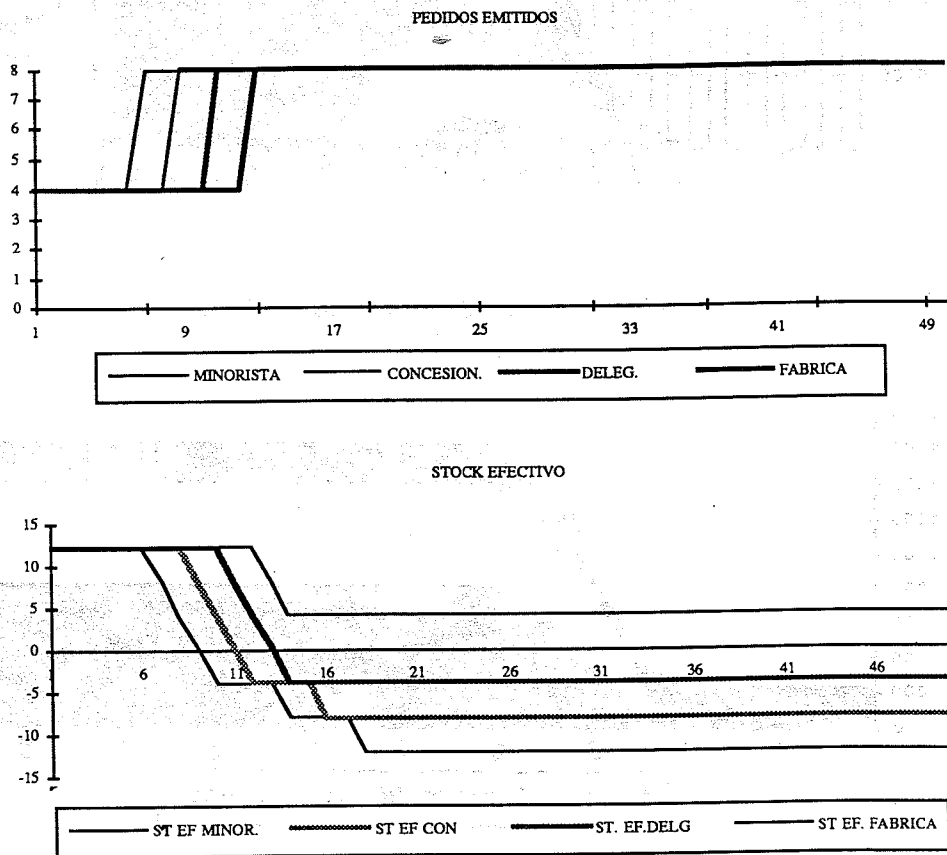 PEDIDOS EMITIDOS
8
7
6
5
4
3
2
1
0
1 9 17 25 33 41 49
MINORISTA CONCESION. DELEG. FABRICA
STOCK EFECTIVO
15
10
5
0
6 11 16 21 26 31 36 41 46
-5
-10
-15
ST EF MINOR. ST EF CON ST. EF.DELG ST EF. FABRICA